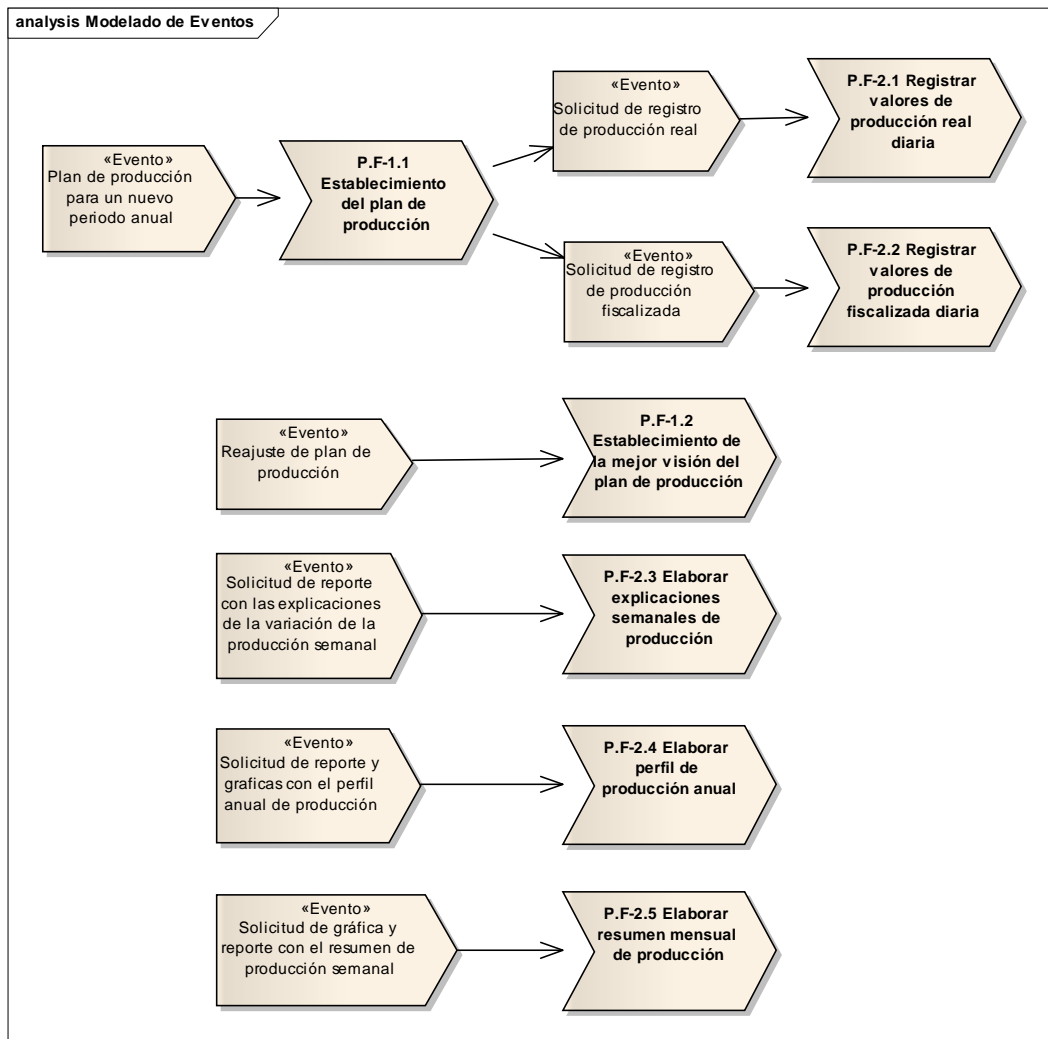 analysis Modelado de Eventos
«Evento»
Plan de producción
para un nuevo
periodo anual
P.F-1.1
Establecimiento
del plan de
producción
«Evento»
Solicitud de registro
de producción real
P.F-2.1 Registrar
valores de
producción real
diaria
«Evento»
Solicitud de registro
de producción
fiscalizada
P.F-2.2 Registrar
valores de
producción
fiscalizada diaria
«Evento»
Reajuste de plan de
producción
P.F-1.2
Establecimiento de
la mejor visión del
plan de producción
«Evento»
Solicitud de reporte
con las explicaciones
de la variación de la
producción semanal
P.F-2.3 Elaborar
explicaciones
semanales de
producción
«Evento»
Solicitud de reporte y
graficas con el perfil
anual de producción
P.F-2.4 Elaborar
perfil de
producción anual
«Evento»
Solicitud de gráfica y
reporte con el resumen de
producción semanal
P.F-2.5 Elaborar
resumen mensual
de producción